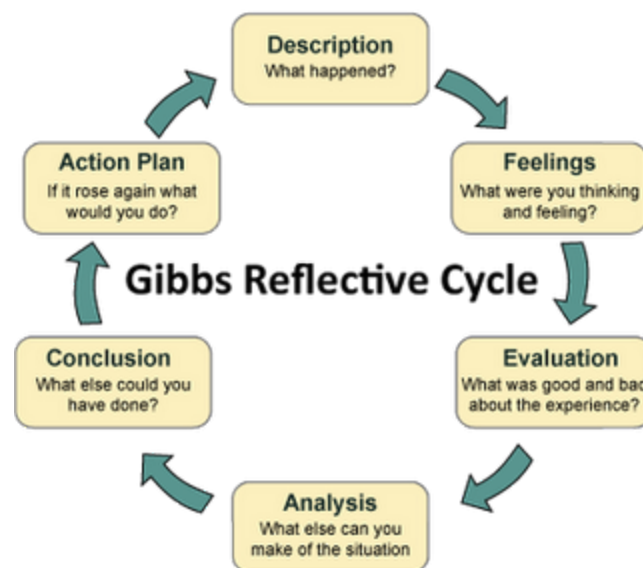 Description
What happened?
Feelings
What were you thinking
and feeling?
Evaluation
What was good and bad
about the experience?
Analysis
What else can you
make of the situation
Conclusion
What else could you
have done?
Action Plan
If it rose again what
would you do?
Gibbs Reflective Cycle